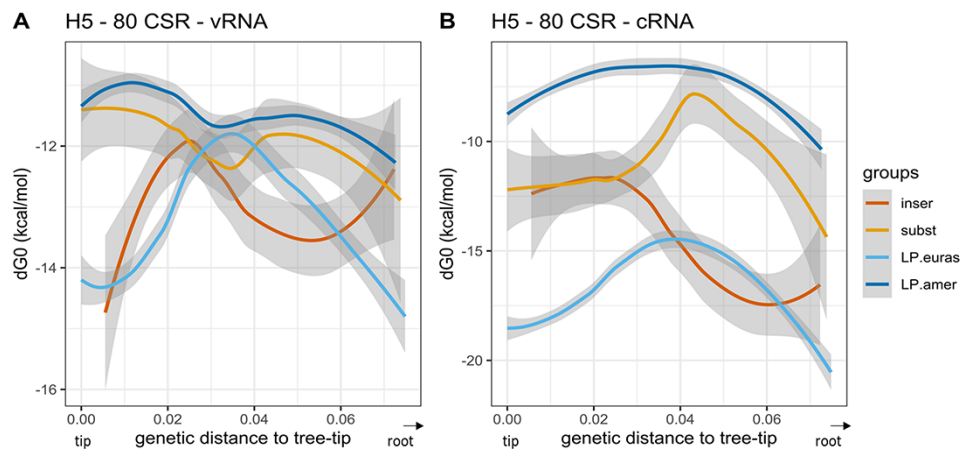 A H5 - 80 CSR - vRNA
dG0 (kcal/mol)
-12
-14
-16
0.00 0.02 0.04 0.06
tip genetic distance to tree-tip root
B H5 - 80 CSR - cRNA
dG0 (kcal/mol)
-10
-15
-20
0.00 0.02 0.04 0.06
tip genetic distance to tree-tip root
groups
inser
subst
LP.euras
LP.amer